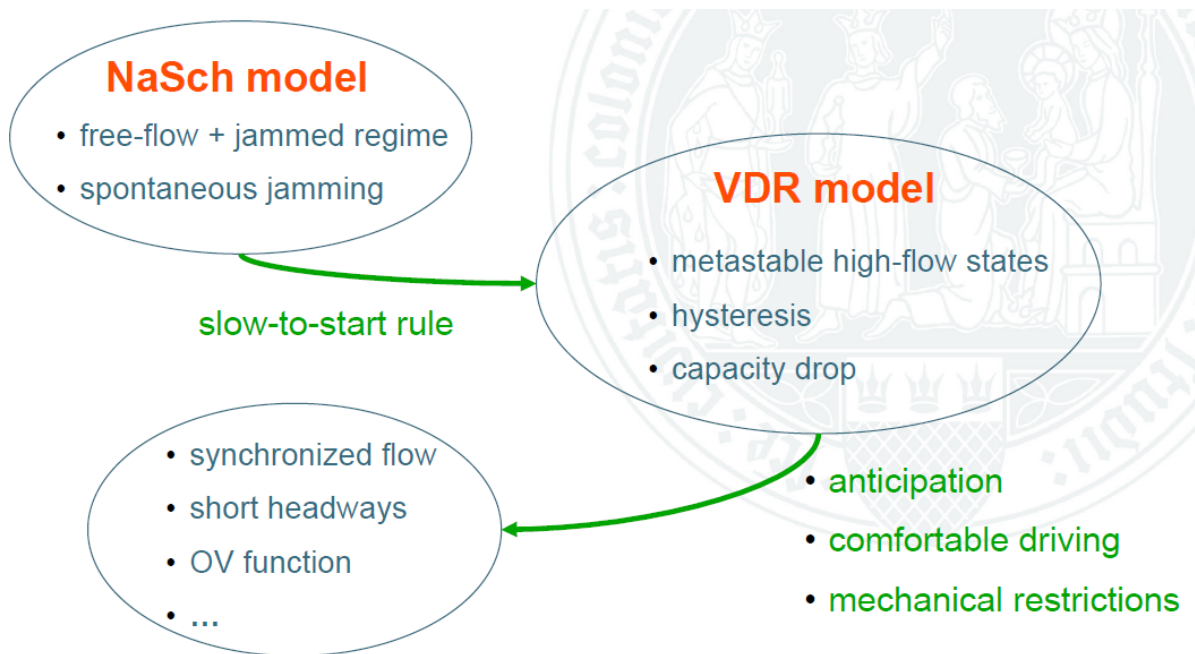 NaSch model
• free-flow + jammed regime
• spontaneous jamming
slow-to-start rule
VDR model
• metastable high-flow states
• hysteresis
• capacity drop
• anticipation
• comfortable driving
• mechanical restrictions
• synchronized flow
• short headways
• OV function
• ...